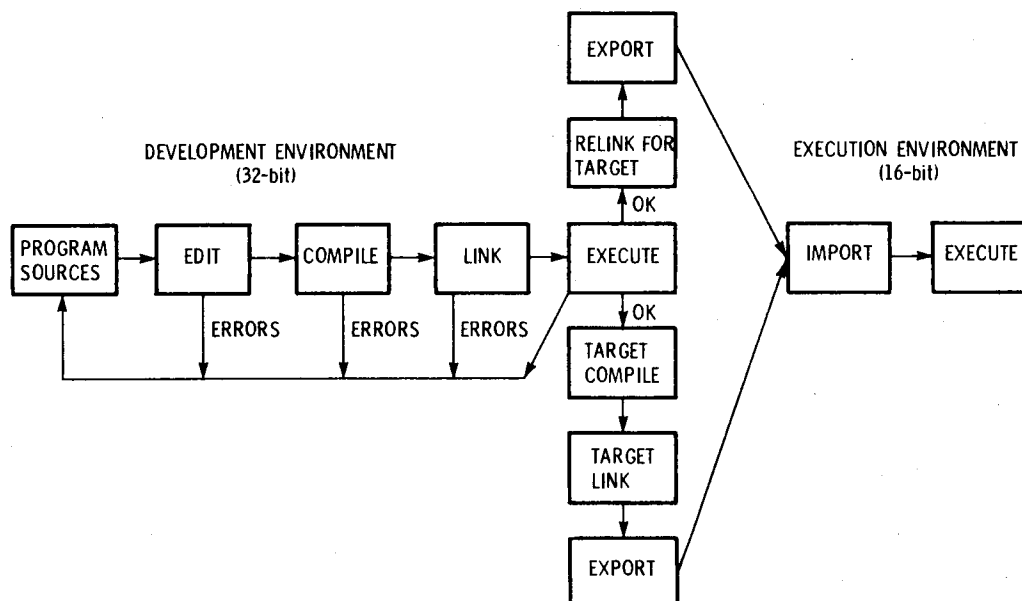 EXPORT
DEVELOPMENT ENVIRONMENT
(32-bit)
RELINK FOR
TARGET
EXECUTION ENVIRONMENT
(16-bit)
OK
PROGRAM
SOURCES
EDIT
COMPILE
LINK
EXECUTE
IMPORT
EXECUTE
ERRORS
ERRORS
ERRORS
OK
TARGET
COMPILE
TARGET
LINK
EXPORT